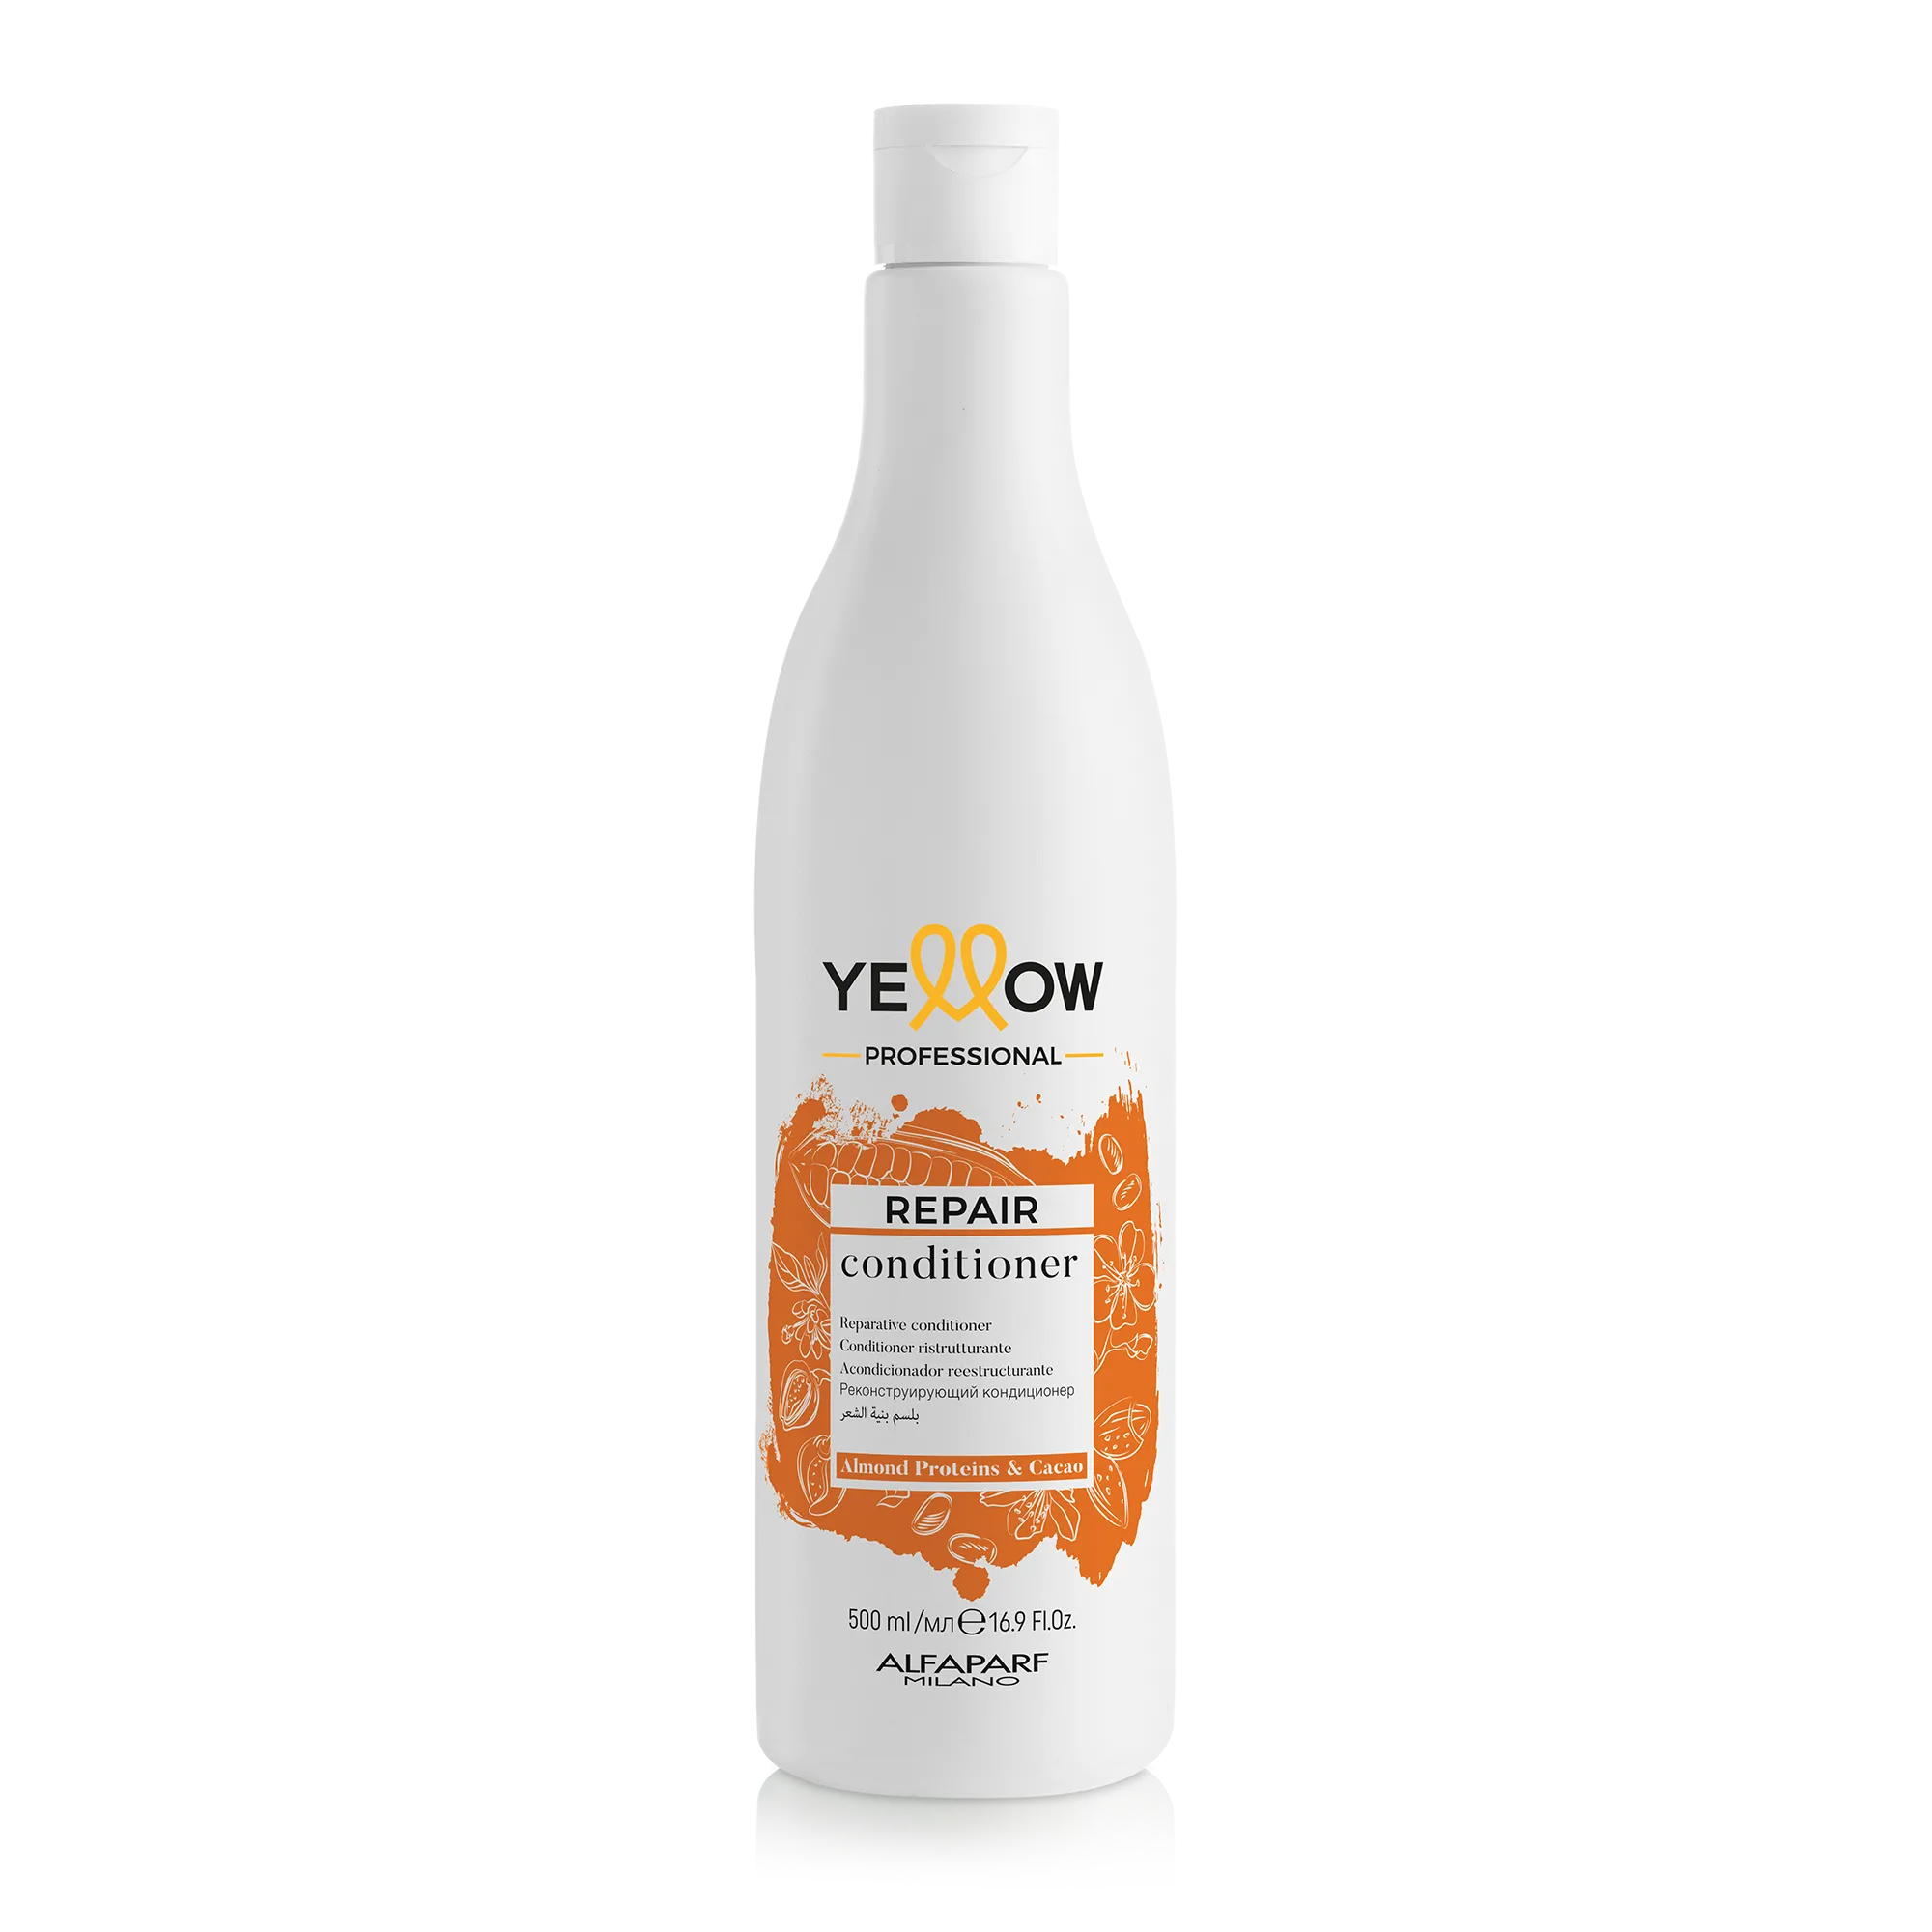 YELLOW
PROFESSIONAL
REPAIR
conditioner
Reparative conditioner
Conditioner ristrutturante
Acondicionador reestructurante
Реконструирующий кондиционер
بلسم بنية الشعر
Almond Proteins & Cacao
500 ml/мл℮16.9 Fl.Oz.
ALFAPARF
MILANO